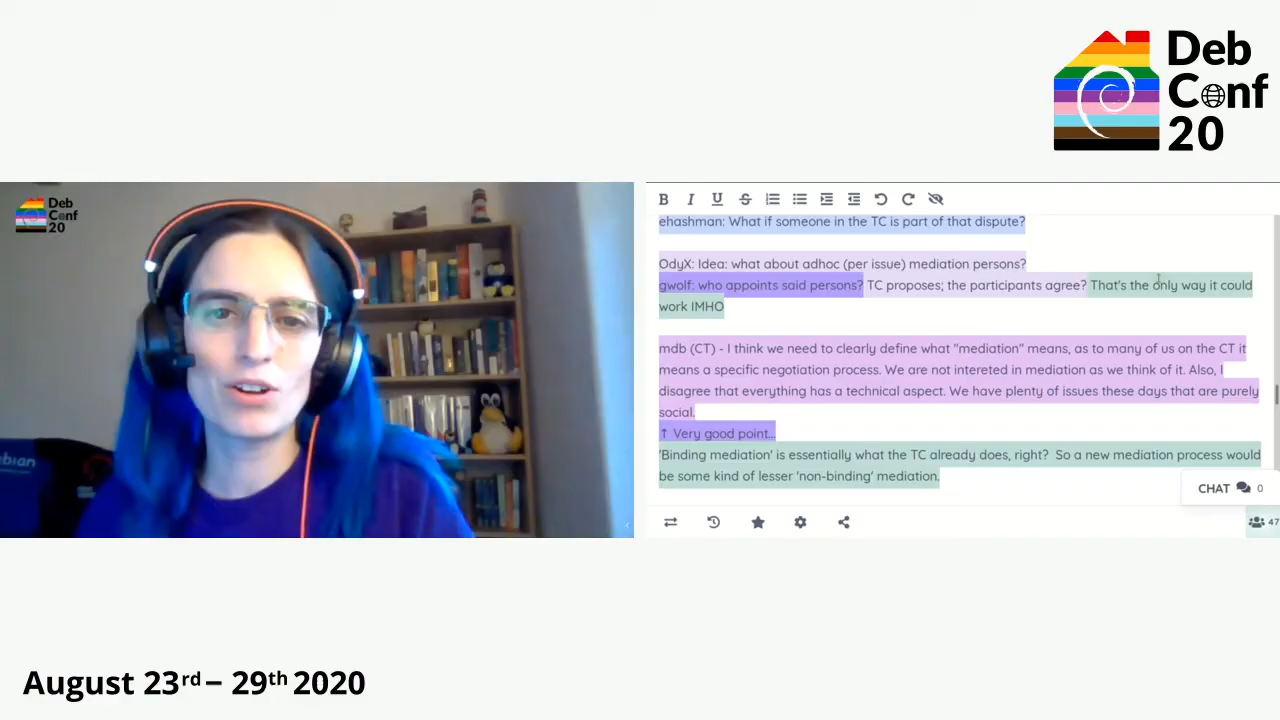 Deb
Conf
20
Deb
Conf
20
ebian
B I U S
ehashman: What if someone in the TC is part of that dispute?
OdyX: Idea: what about adhoc (per issue) mediation persons?
gwolf: who appoints said persons? TC proposes; the participants agree? That's the only way it could
work IMHO
mdb (CT) - I think we need to clearly define what "mediation" means, as to many of us on the CT it
means a specific negotiation process. We are not intereted in mediation as we think of it. Also, I
disagree that everything has a technical aspect. We have plenty of issues these days that are purely
social.
↑ Very good point...
'Binding mediation' is essentially what the TC already does, right?  So a new mediation process would
be some kind of lesser 'non-binding' mediation.
CHAT 0
47
August 23rd – 29th 2020